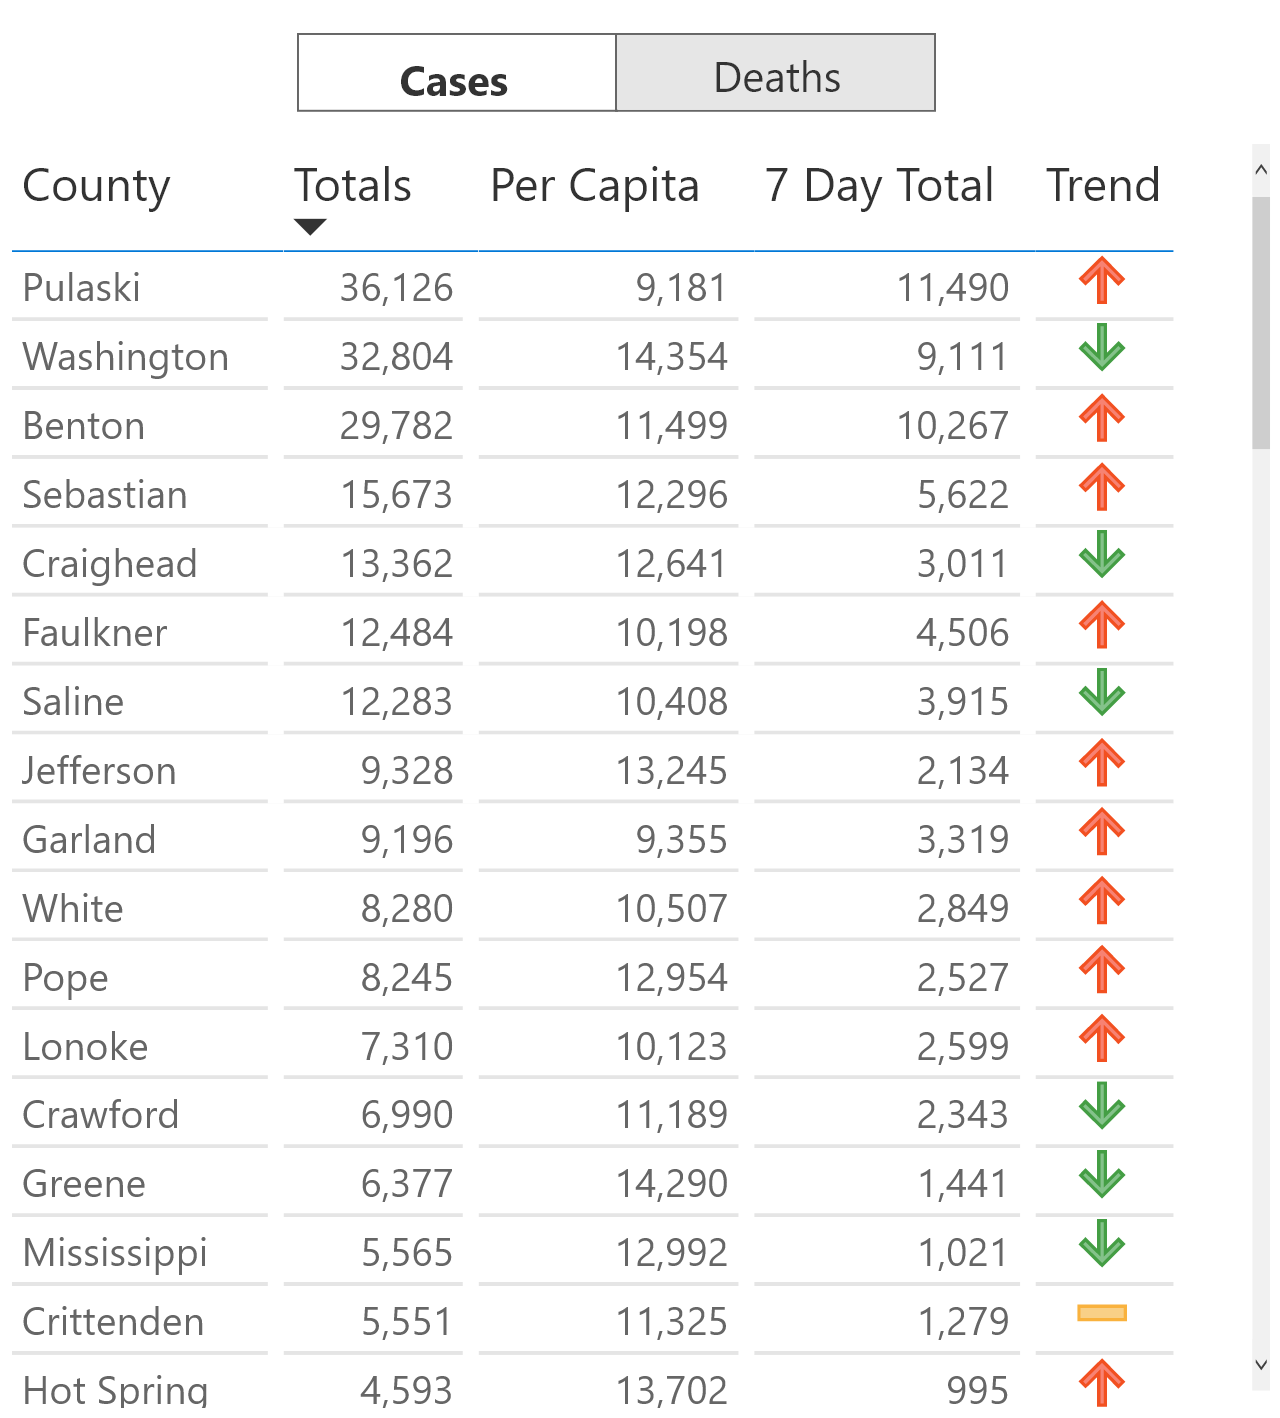 Cases Deaths
County Totals Per Capita 7 Day Total Trend
Pulaski 36,126 9,181 11,490
Washington 32,804 14,354 9,111
Benton 29,782 11,499 10,267
Sebastian 15,673 12,296 5,622
Craighead 13,362 12,641 3,011
Faulkner 12,484 10,198 4,506
Saline 12,283 10,408 3,915
Jefferson 9,328 13,245 2,134
Garland 9,196 9,355 3,319
White 8,280 10,507 2,849
Pope 8,245 12,954 2,527
Lonoke 7,310 10,123 2,599
Crawford 6,990 11,189 2,343
Greene 6,377 14,290 1,441
Mississippi 5,565 12,992 1,021
Crittenden 5,551 11,325 1,279
Hot Spring 4,593 13,702 995